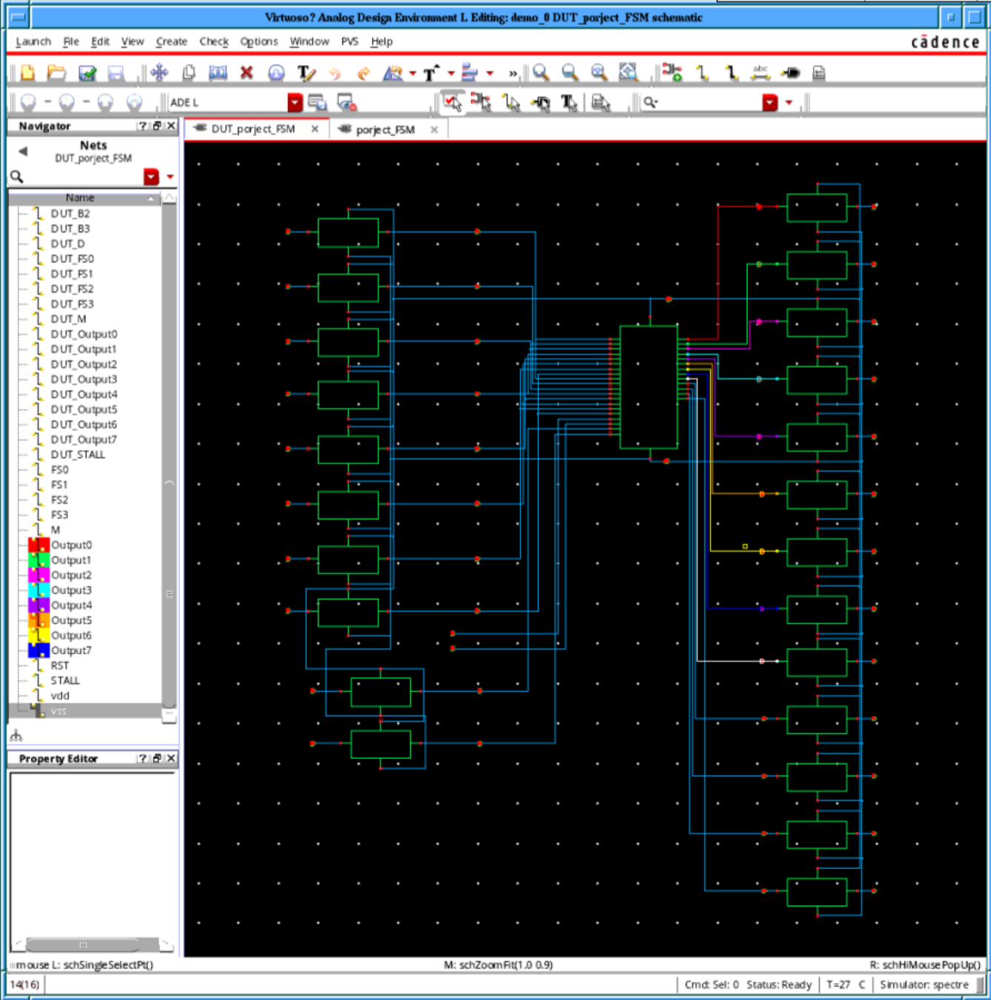 Virtuoso? Analog Design Environment L Editing: demo_0 DUT_porject_FSM schematic
Launch File Edit View Create Check Options Window PVS Help cādence
T T » abc
ADE L T Q
Navigator ? DUT_porject_FSM porject_FSM
Nets
DUT_porject_FSM
Name
DUT_B2
DUT_B3
DUT_D
DUT_FS0
DUT_FS1
DUT_FS2
DUT_FS3
DUT_M
DUT_Output0
DUT_Output1
DUT_Output2
DUT_Output3
DUT_Output4
DUT_Output5
DUT_Output6
DUT_Output7
DUT_STALL
FS0
FS1
FS2
FS3
M
Output0
Output1
Output2
Output3
Output4
Output5
Output6
Output7
RST
STALL
vdd
vss
Property Editor ?
mouse L: schSingleSelectPt() M: schZoomFit(1.0 0.9) R: schHiMousePopUp()
14(16) Cmd: Sel: 0 Status: Ready T=27 C Simulator: spectre